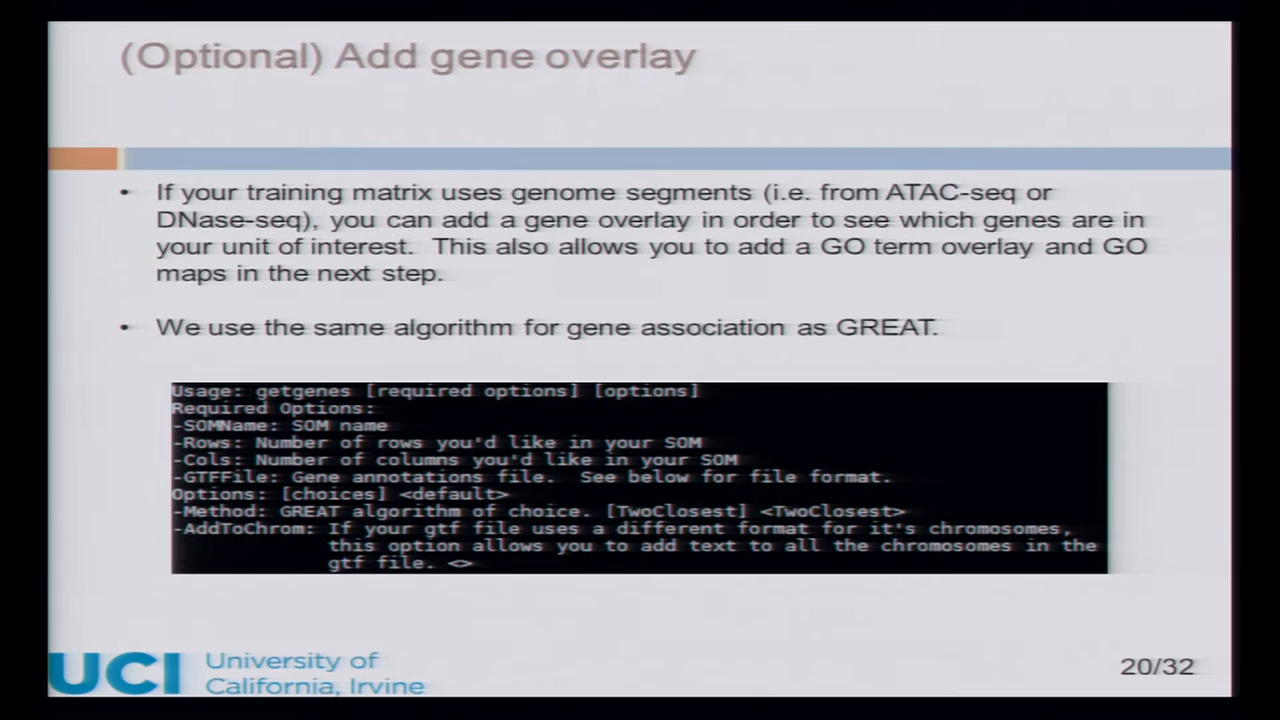 (Optional) Add gene overlay
• If your training matrix uses genome segments (i.e. from ATAC-seq or
DNase-seq), you can add a gene overlay in order to see which genes are in
your unit of interest.  This also allows you to add a GO term overlay and GO
maps in the next step.
• We use the same algorithm for gene association as GREAT.
Usage: getgenes [required options] [options]
Required Options:
-SOMName: SOM name
-Rows: Number of rows you'd like in your SOM
-Cols: Number of columns you'd like in your SOM
-GTFFile: Gene annotations file.  See below for file format.
Options: [choices] <default>
-Method: GREAT algorithm of choice. [TwoClosest] <TwoClosest>
-AddToChrom: If your gtf file uses a different format for it's chromosomes,
this option allows you to add text to all the chromosomes in the
gtf file. <>
UCI University of
California, Irvine
20/32